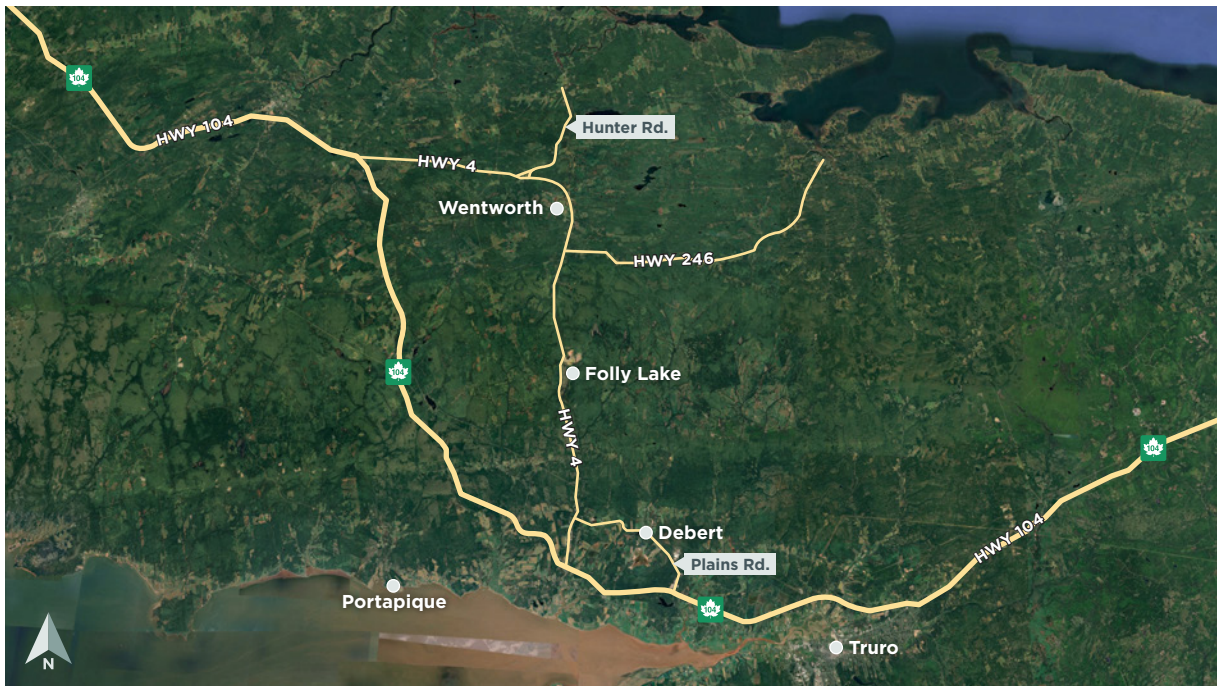 104
HWY 104
Hunter Rd.
HWY 4
Wentworth
HWY 246
104
Folly Lake
HWY 4
104
HWY 104
Debert
Plains Rd.
Portapique
104
Truro
N